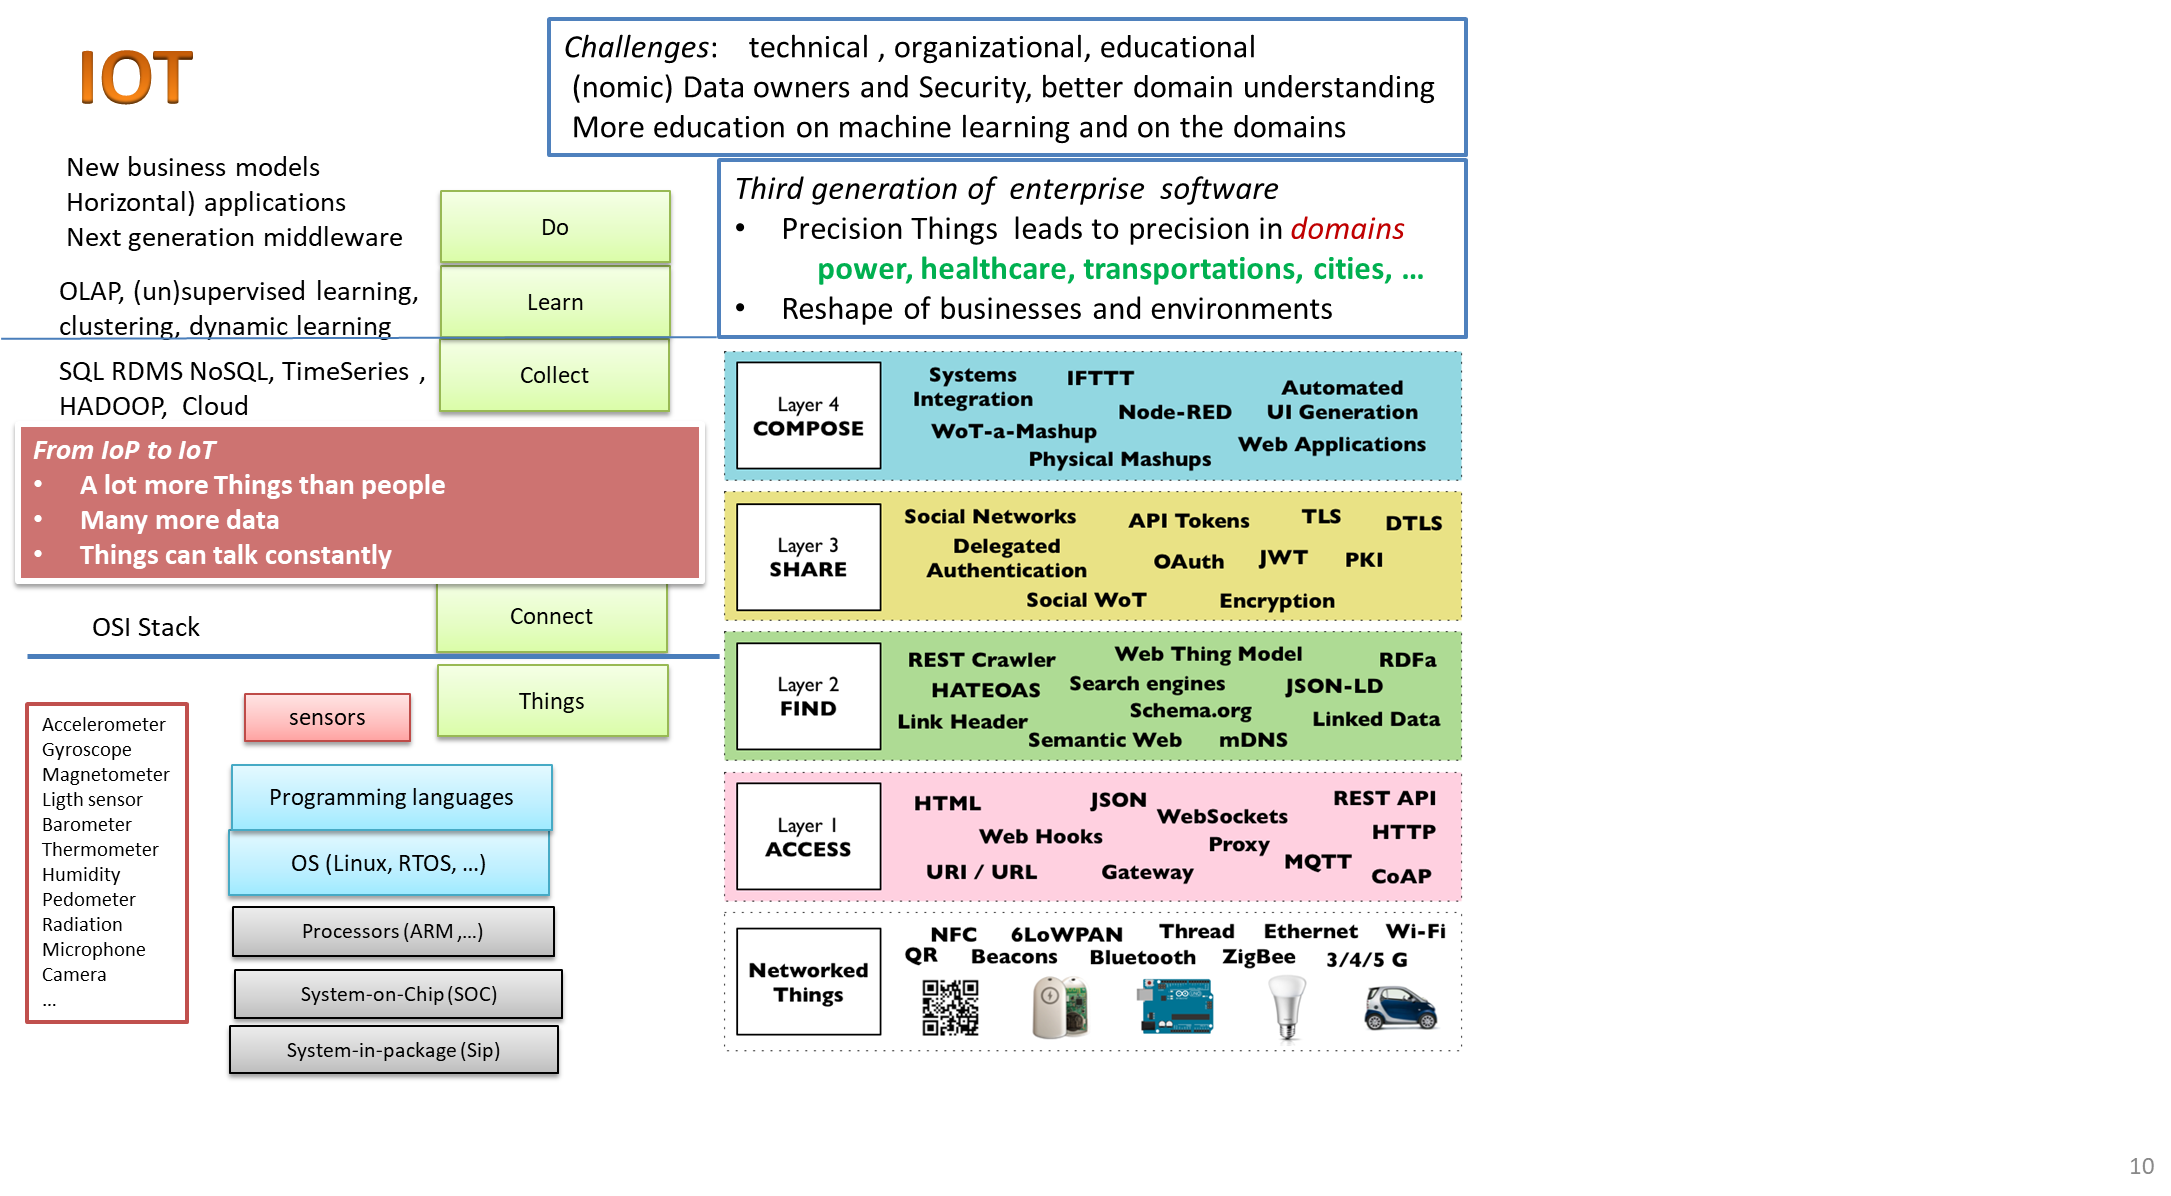 IOT
Challenges:    technical , organizational, educational
(nomic) Data owners and Security, better domain understanding
More education on machine learning and on the domains
New business models
Horizontal) applications
Next generation middleware
Do
Third generation of  enterprise  software
• Precision Things  leads to precision in domains
power, healthcare, transportations, cities, ...
• Reshape of businesses and environments
OLAP, (un)supervised learning,
clustering, dynamic learning
Learn
SQL RDMS NoSQL, TimeSeries ,
HADOOP,  Cloud
Collect
From IoP to IoT
• A lot more Things than people
• Many more data
• Things can talk constantly
OSI Stack
Connect
Things
sensors
Accelerometer
Gyroscope
Magnetometer
Ligth sensor
Barometer
Thermometer
Humidity
Pedometer
Radiation
Microphone
Camera
...
Programming languages
OS (Linux, RTOS, ...)
Processors (ARM ,...)
System-on-Chip (SOC)
System-in-package (Sip)
Layer 4
COMPOSE
Systems
Integration
IFTTT
Automated
UI Generation
Node-RED
WoT-a-Mashup
Web Applications
Physical Mashups
Layer 3
SHARE
Social Networks
API Tokens
TLS
DTLS
Delegated
Authentication
OAuth
JWT
PKI
Social WoT
Encryption
Layer 2
FIND
REST Crawler
Web Thing Model
RDFa
HATEOAS
Search engines
JSON-LD
Link Header
Schema.org
Linked Data
Semantic Web
mDNS
Layer 1
ACCESS
HTML
JSON
REST API
WebSockets
Web Hooks
Proxy
HTTP
MQTT
URI / URL
Gateway
CoAP
Networked
Things
NFC
6LoWPAN
Thread
Ethernet
Wi-Fi
QR
Beacons
Bluetooth
ZigBee
3/4/5 G
10